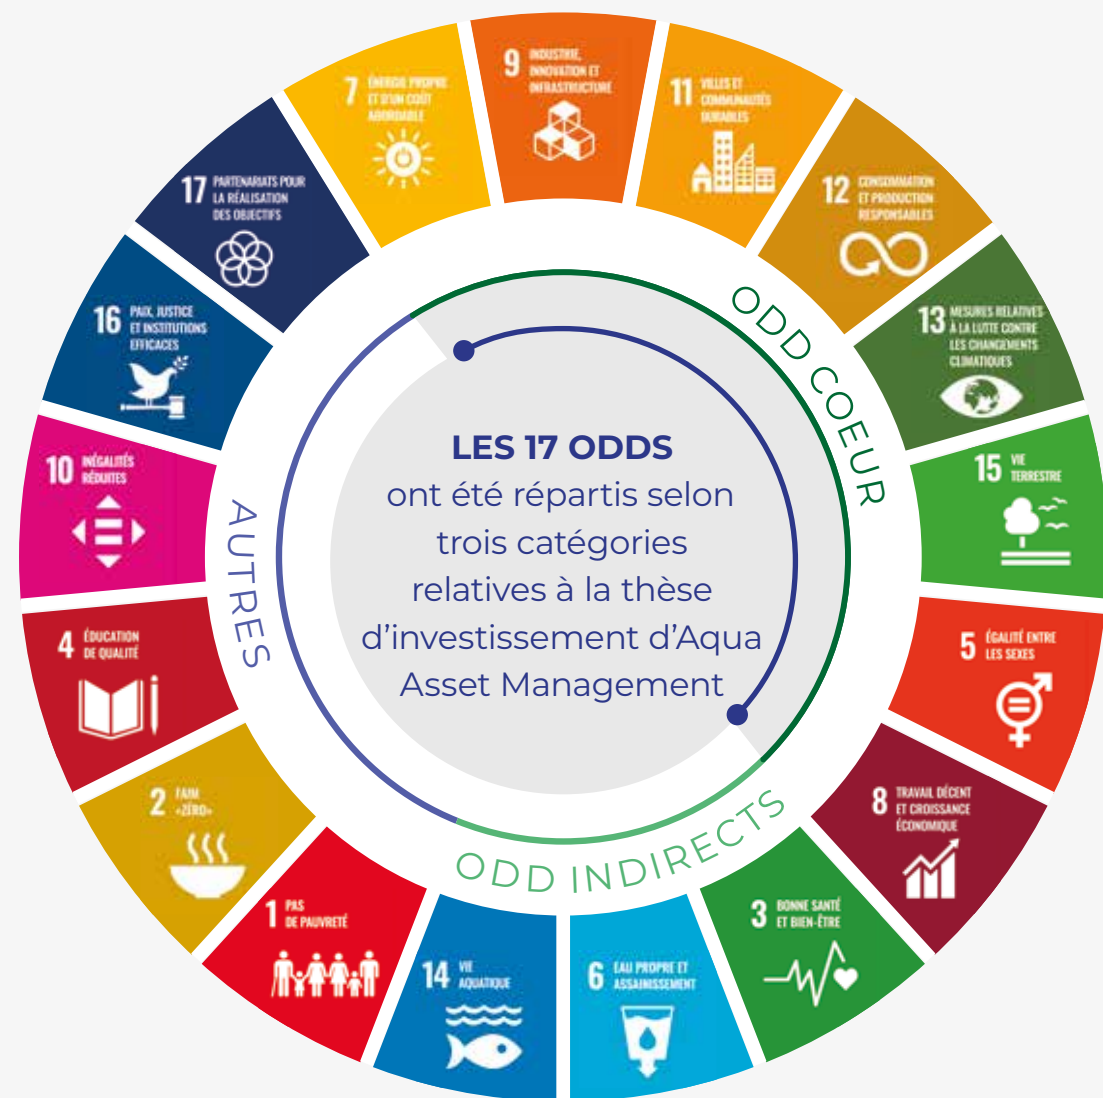 9 INDUSTRIE,
INNOVATION ET
INFRASTRUCTURE
11 VILLES ET
COMMUNAUTÉS
DURABLES
12 CONSOMMATION
ET PRODUCTION
RESPONSABLES
13 MESURES RELATIVES
À LA LUTTE CONTRE
LES CHANGEMENTS
CLIMATIQUES
15 VIE
TERRESTRE
5 ÉGALITÉ ENTRE
LES SEXES
8 TRAVAIL DÉCENT
ET CROISSANCE
ÉCONOMIQUE
3 BONNE SANTÉ
ET BIEN-ÊTRE
6 EAU PROPRE ET
ASSAINISSEMENT
14 VIE
AQUATIQUE
1 PAS
DE PAUVRETÉ
2 FAIM
«ZÉRO»
4 ÉDUCATION
DE QUALITÉ
10 INÉGALITÉS
RÉDUITES
16 PAIX, JUSTICE
ET INSTITUTIONS
EFFICACES
17 PARTENARIATS POUR
LA RÉALISATION
DES OBJECTIFS
7 ÉNERGIE PROPRE
ET D'UN COÛT
ABORDABLE
ODD COEUR
ODD INDIRECTS
AUTRES
LES 17 ODDS
ont été répartis selon
trois catégories
relatives à la thèse
d'investissement d'Aqua
Asset Management